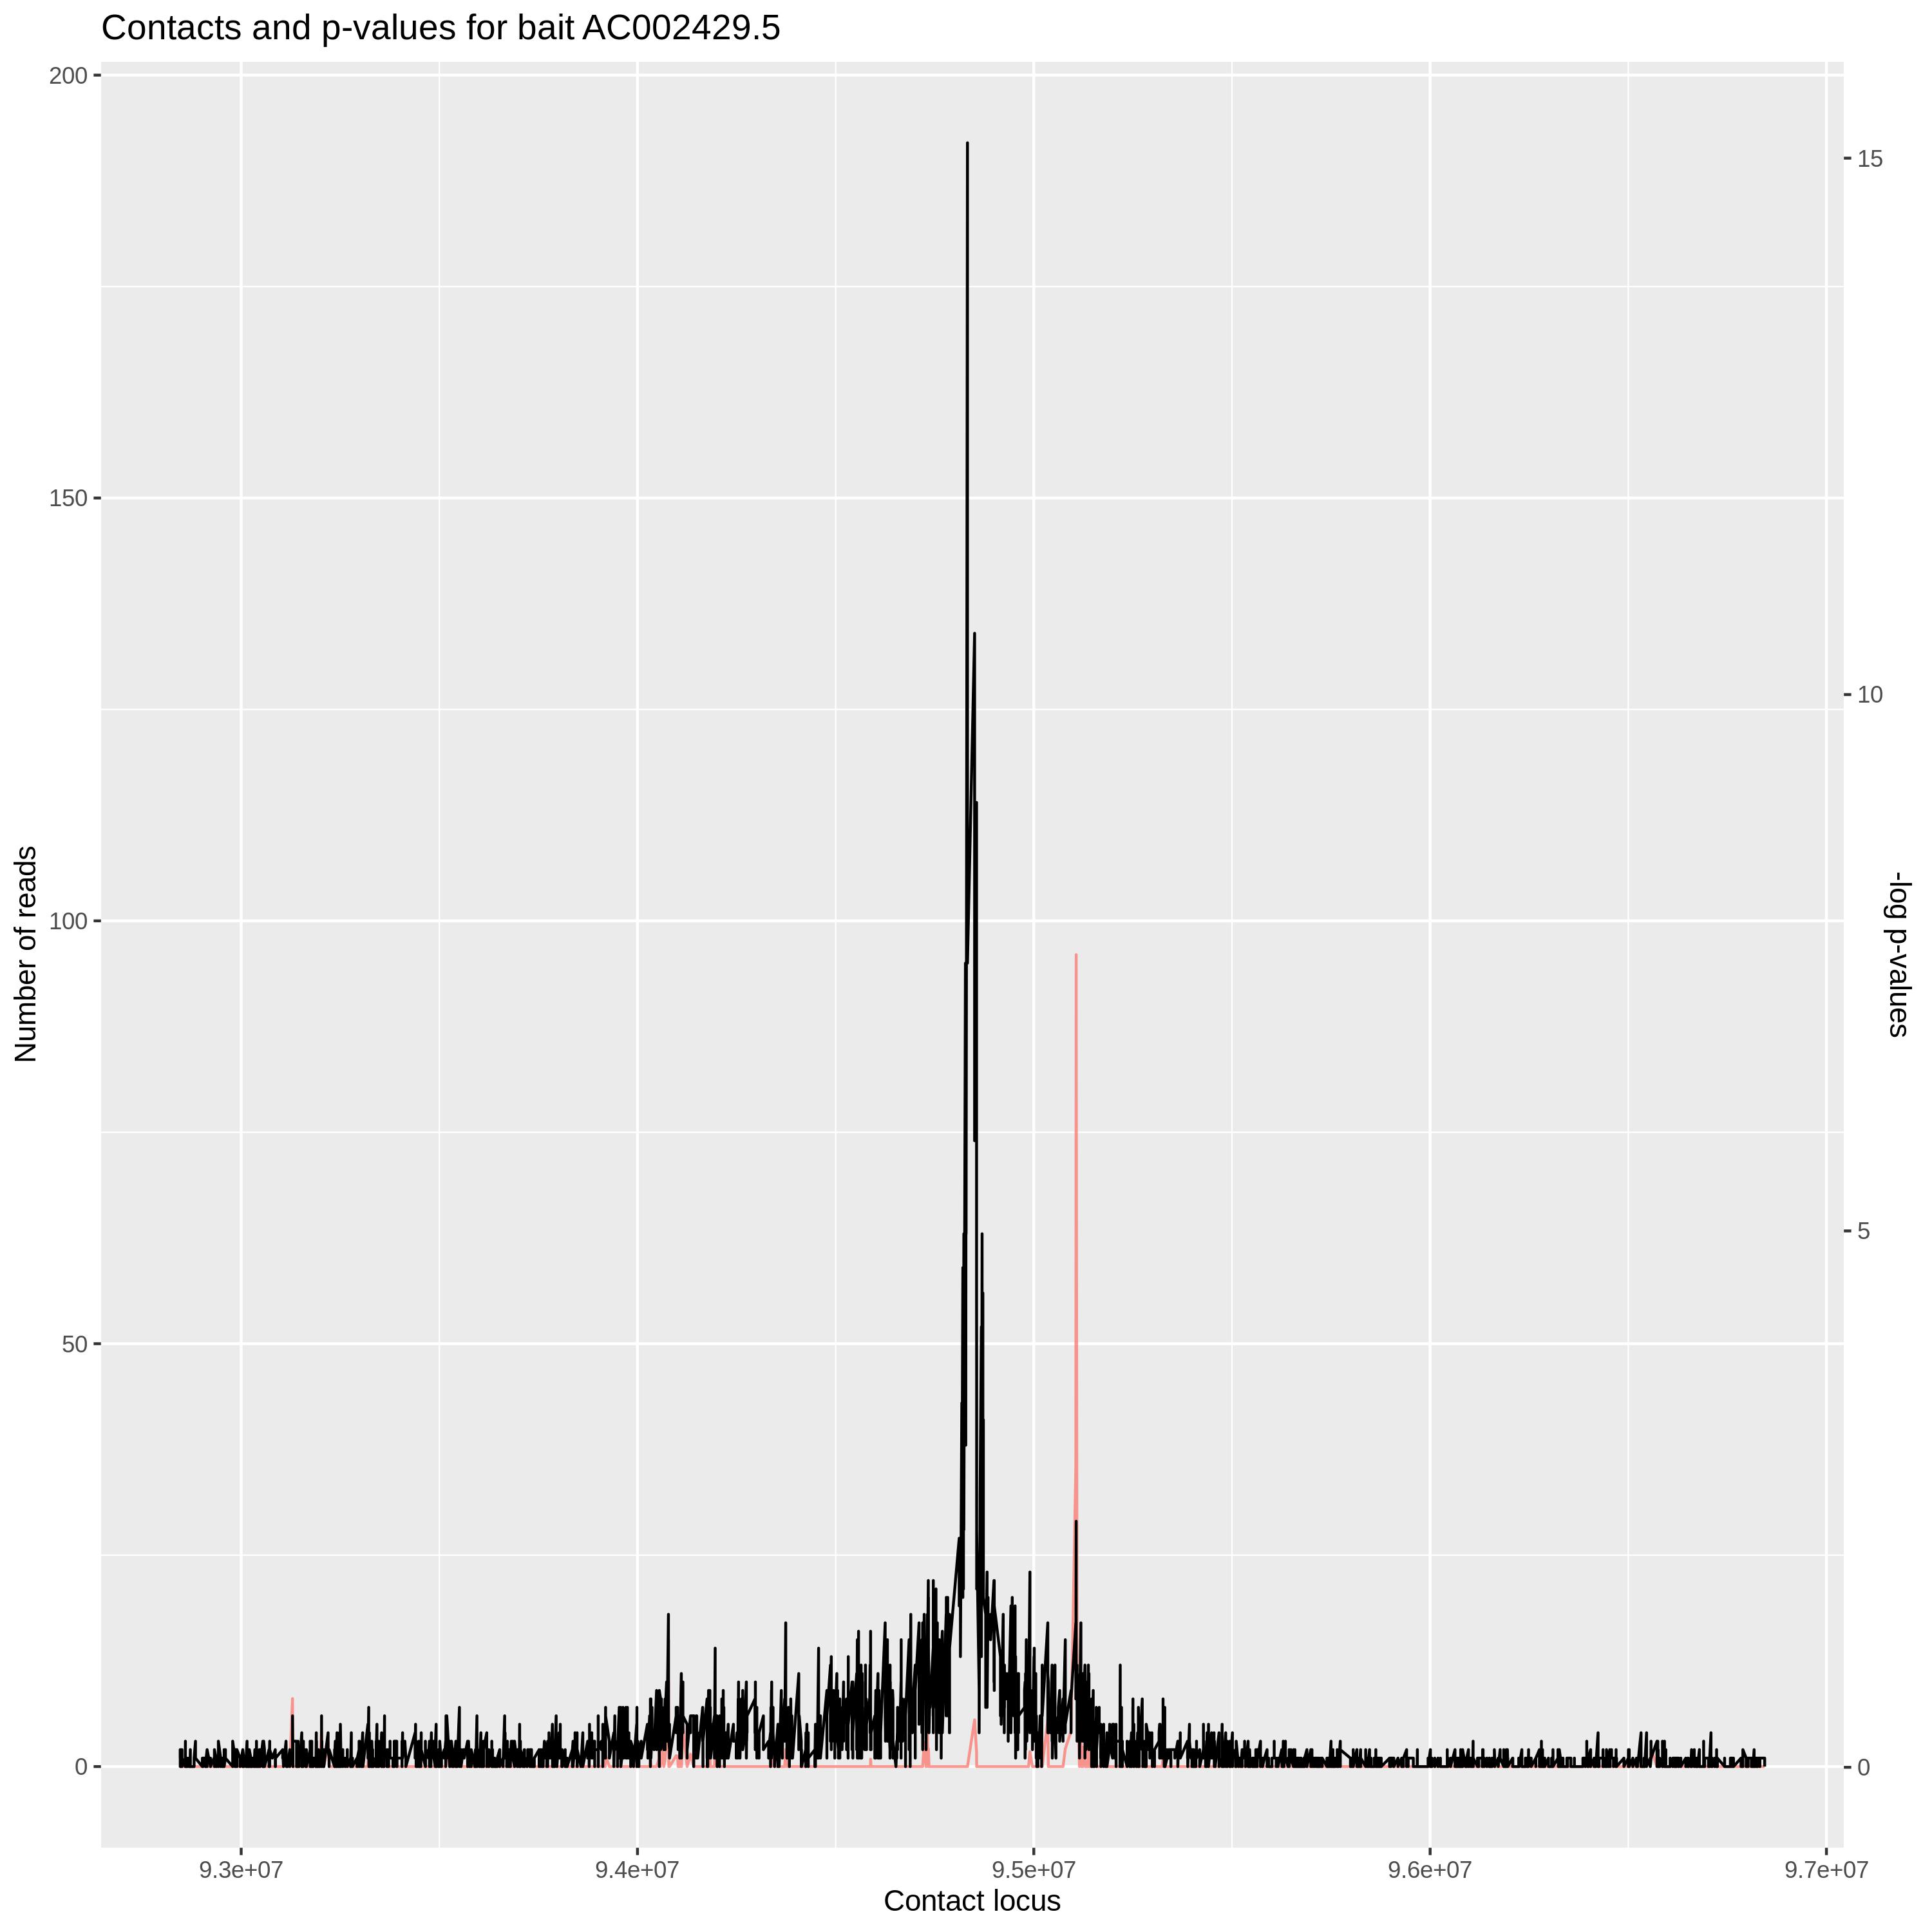 Contacts and p-values for bait AC002429.5
200
150
100
50
0
Number of reads
15
10
5
0
-log p-values
9.3e+07
9.4e+07
9.5e+07
9.6e+07
9.7e+07
Contact locus